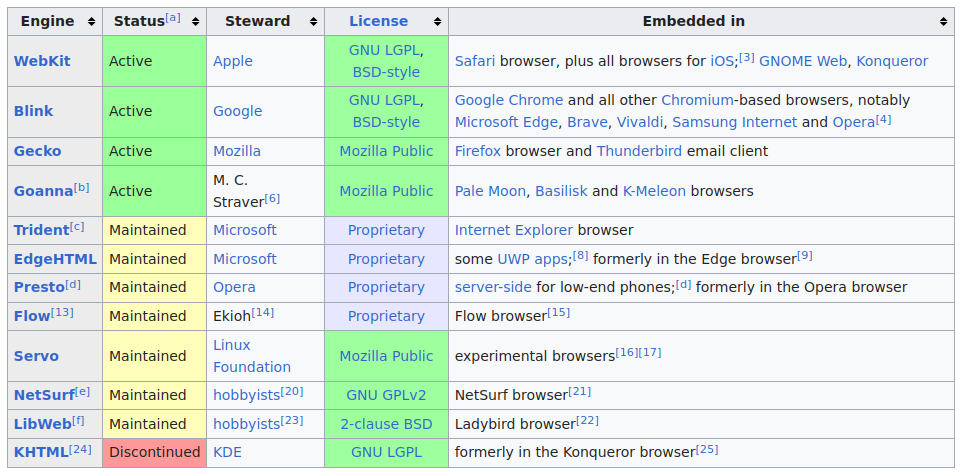 Engine Status[a] Steward License Embedded in
WebKit Active Apple GNU LGPL, BSD-style Safari browser, plus all browsers for iOS;[3] GNOME Web, Konqueror
Blink Active Google GNU LGPL, BSD-style Google Chrome and all other Chromium-based browsers, notably
Microsoft Edge, Brave, Vivaldi, Samsung Internet and Opera[4]
Gecko Active Mozilla Mozilla Public Firefox browser and Thunderbird email client
Goanna[b] Active M. C. Straver[6] Mozilla Public Pale Moon, Basilisk and K-Meleon browsers
Trident[c] Maintained Microsoft Proprietary Internet Explorer browser
EdgeHTML Maintained Microsoft Proprietary some UWP apps;[8] formerly in the Edge browser[9]
Presto[d] Maintained Opera Proprietary server-side for low-end phones;[d] formerly in the Opera browser
Flow[13] Maintained Ekioh[14] Proprietary Flow browser[15]
Servo Maintained Linux Foundation Mozilla Public experimental browsers[16][17]
NetSurf[e] Maintained hobbyists[20] GNU GPLv2 NetSurf browser[21]
LibWeb[f] Maintained hobbyists[23] 2-clause BSD Ladybird browser[22]
KHTML[24] Discontinued KDE GNU LGPL formerly in the Konqueror browser[25]